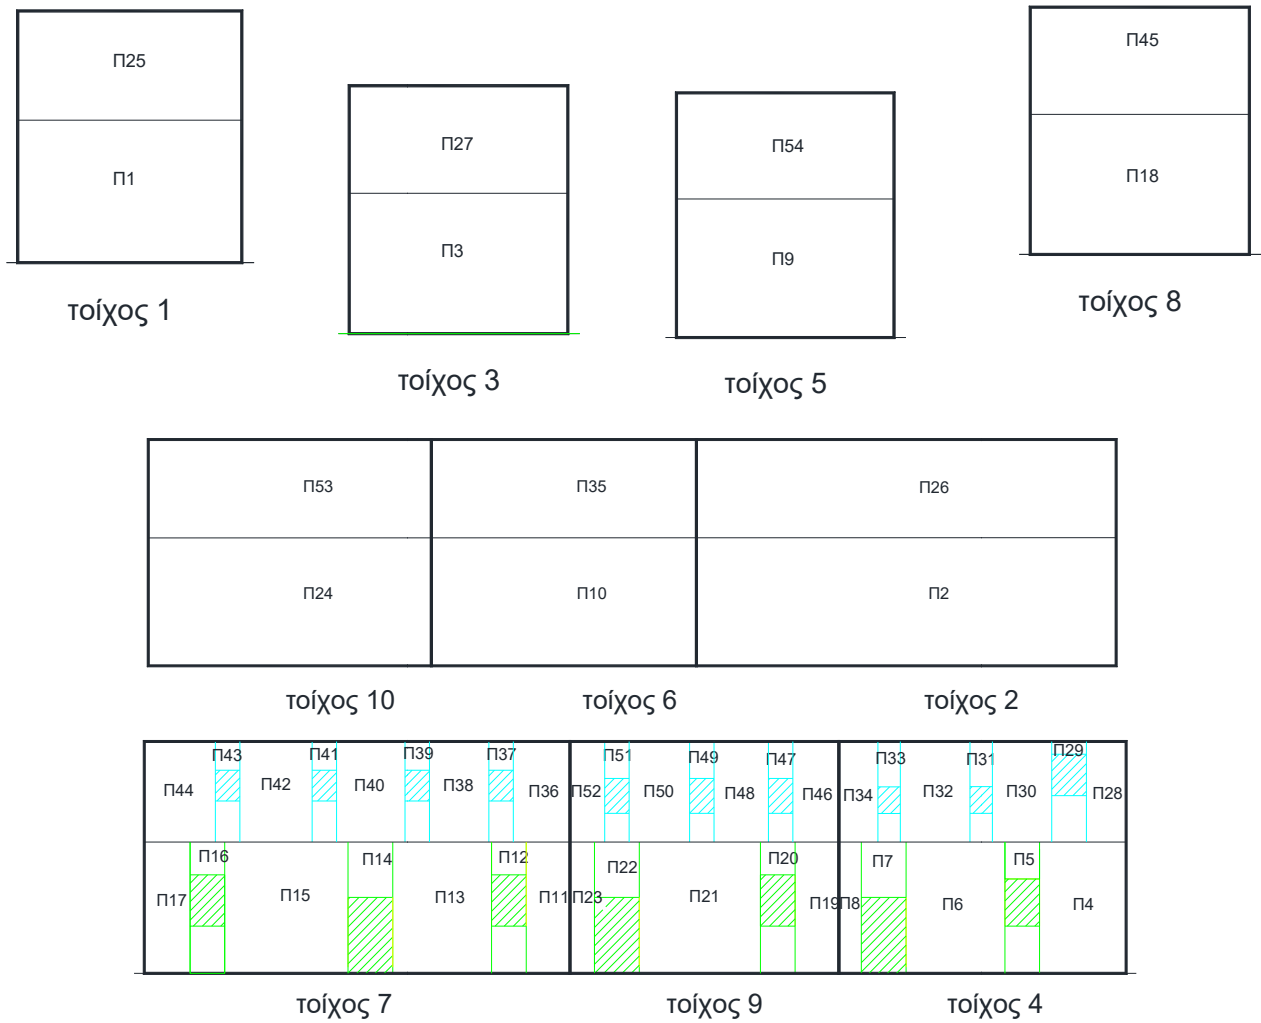 Π25
Π1
τοίχος 1
Π27
Π3
τοίχος 3
Π54
Π9
τοίχος 5
Π45
Π18
τοίχος 8
Π53 Π35 Π26
Π24 Π10 Π2
τοίχος 10 τοίχος 6 τοίχος 2
Π43 Π41 Π39 Π37 Π51 Π49 Π47 Π33 Π31 Π29
Π44 Π42 Π40 Π38 Π36 Π52 Π50 Π48 Π46 Π34 Π32 Π30 Π28
Π16 Π14 Π12 Π22 Π20 Π7 Π5
Π17 Π15 Π13 Π11 Π23 Π21 Π19 Π8 Π6 Π4
τοίχος 7 τοίχος 9 τοίχος 4